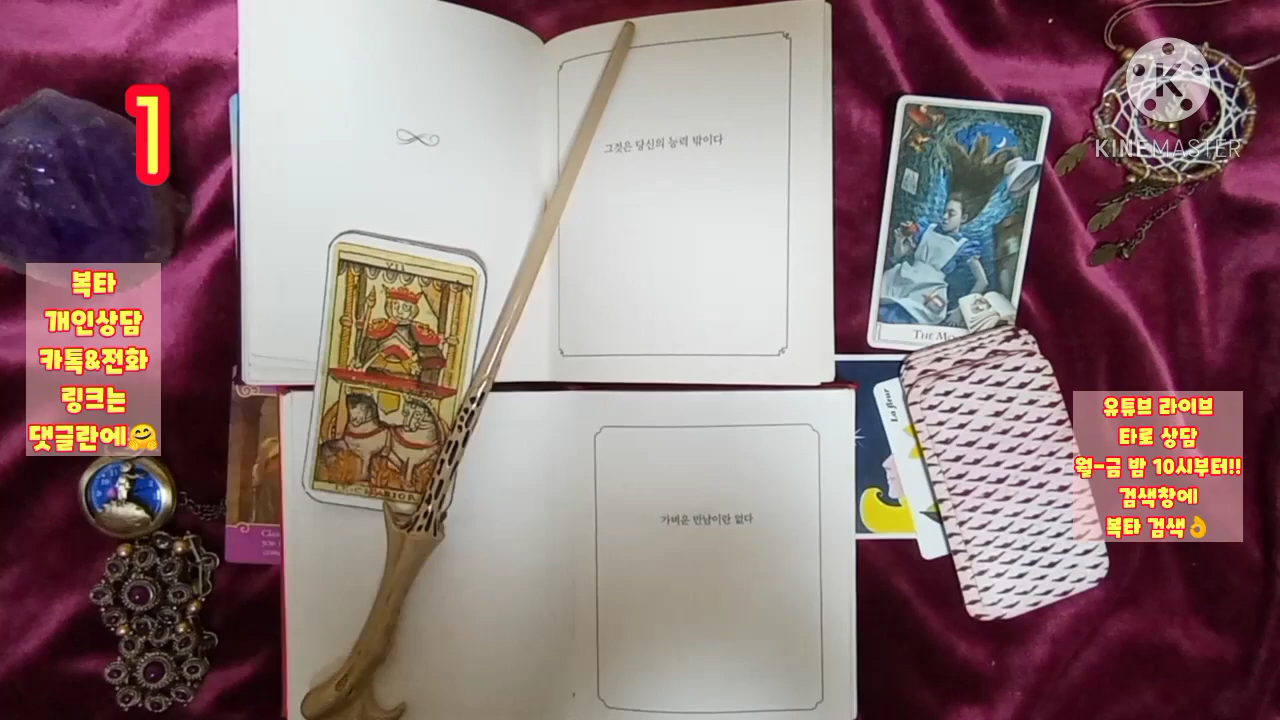 1
복타
개인상담
카톡&전화
링크는
댓글란에🤗
그것은 당신의 능력 밖이다
VII
가벼운 만남이란 없다
THE MO
La fleur
KINEMASTER
유튜브 라이브
타로 상담
월-금 밤 10시부터!!
검색창에
복타 검색👌